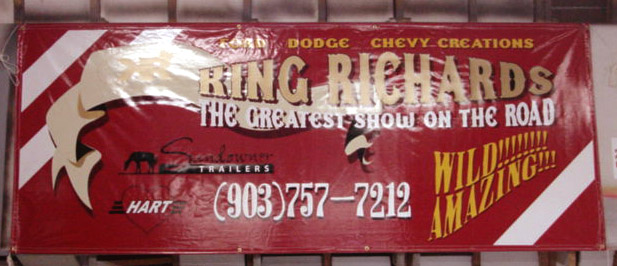 FORD DODGE CHEVY CREATIONS
KING RICHARDS
THE GREATEST SHOW ON THE ROAD
Sundowner
TRAILERS
HART
(903)757-7212
WILD!!!!!!!!
AMAZING!!!